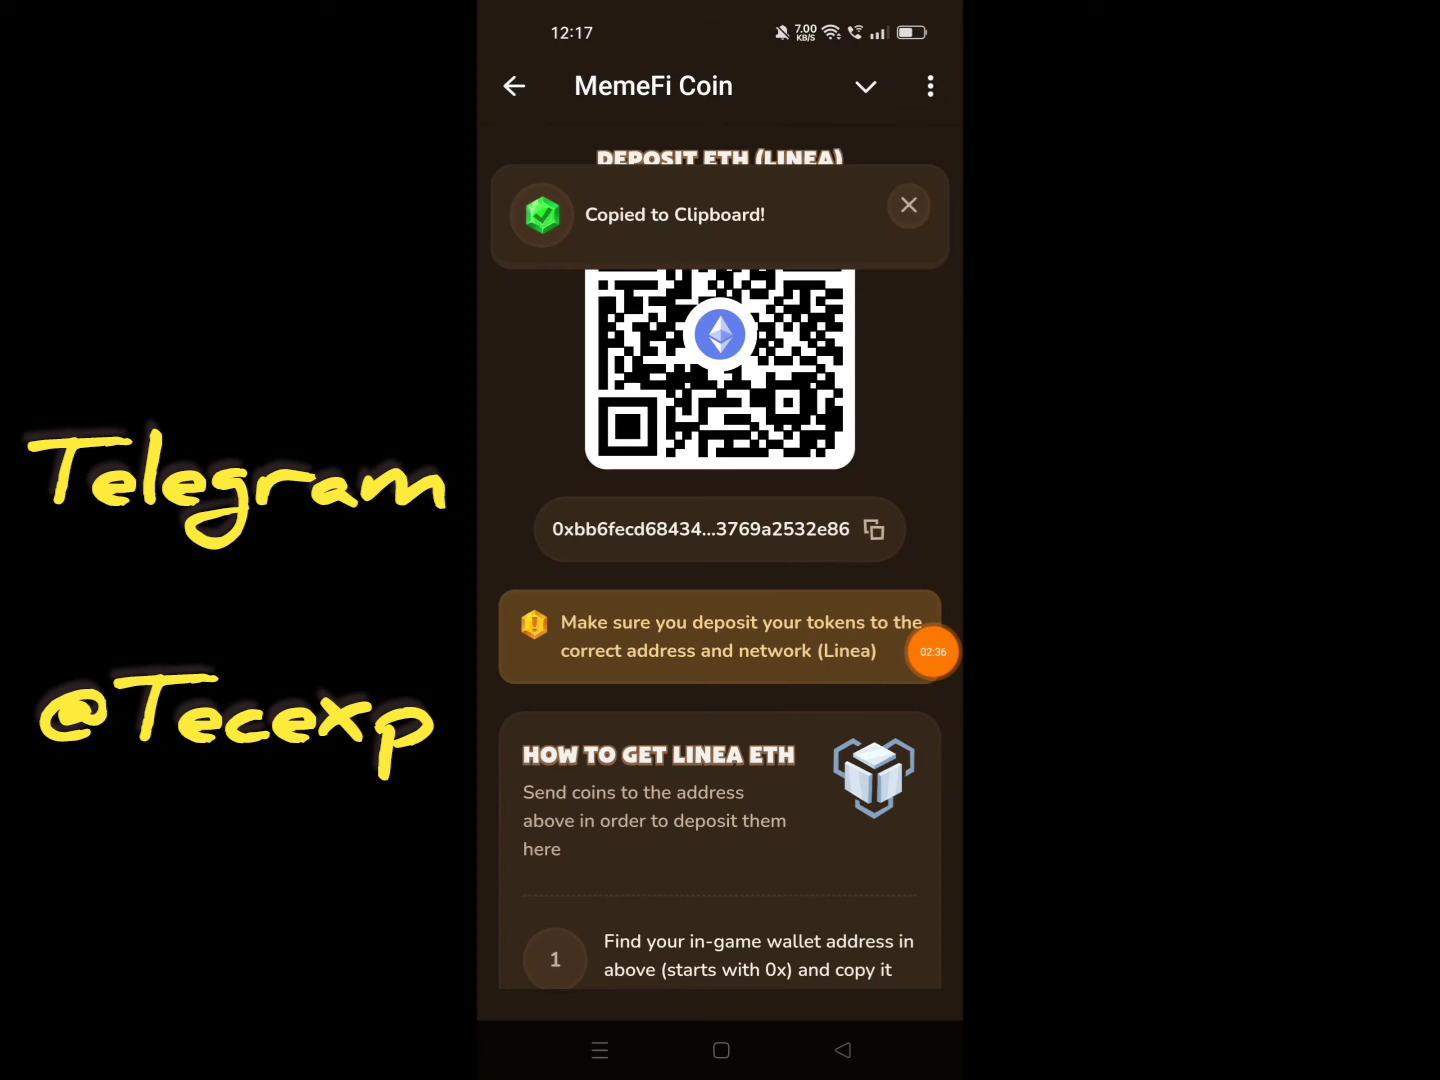 12:17
7.00
KB/S
MemeFi Coin
DEPOSIT ETH (LINEA)
Copied to Clipboard!
0xbb6fecd68434...3769a2532e86
Make sure you deposit your tokens to the
correct address and network (Linea)
02:36
HOW TO GET LINEA ETH
Send coins to the address
above in order to deposit them
here
1
Find your in-game wallet address in
above (starts with 0x) and copy it
Telegram
@Tecexp